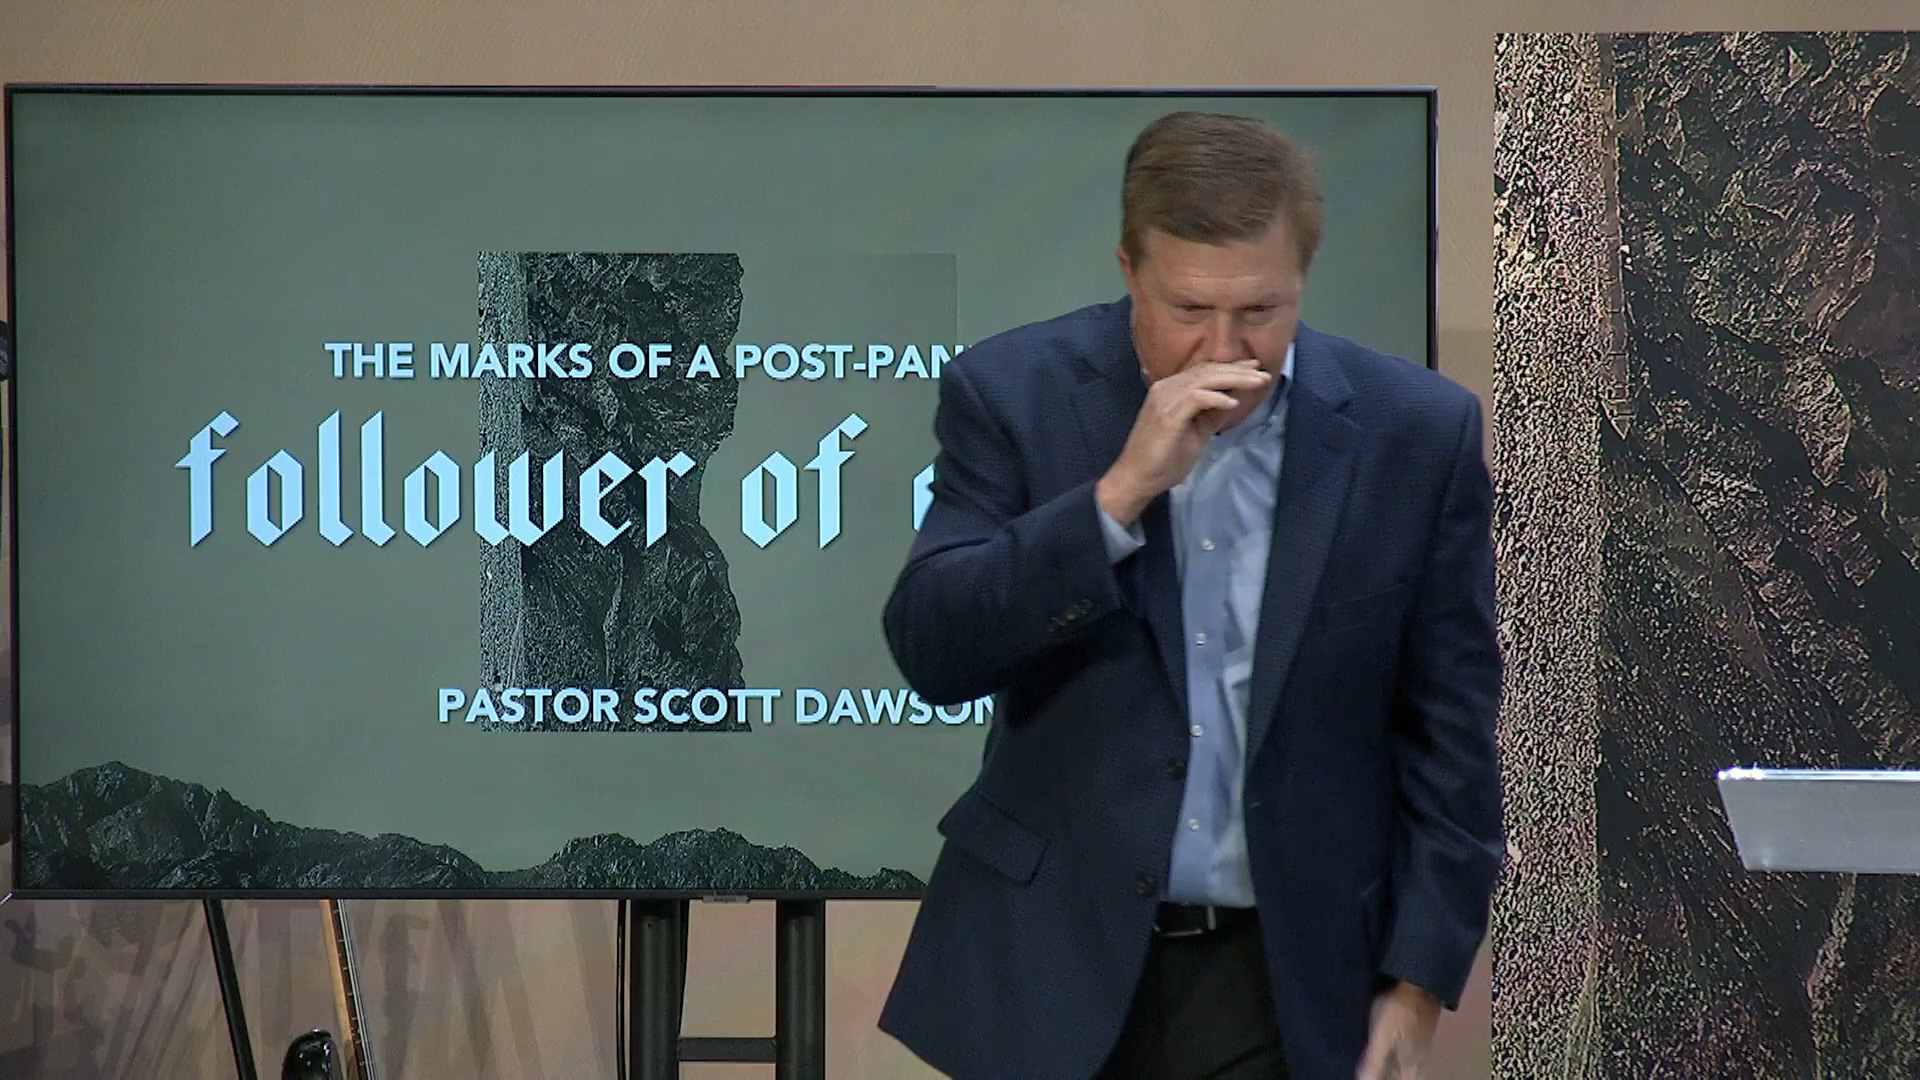 THE MARKS OF A POST-PAN
follower of
PASTOR SCOTT DAWSON